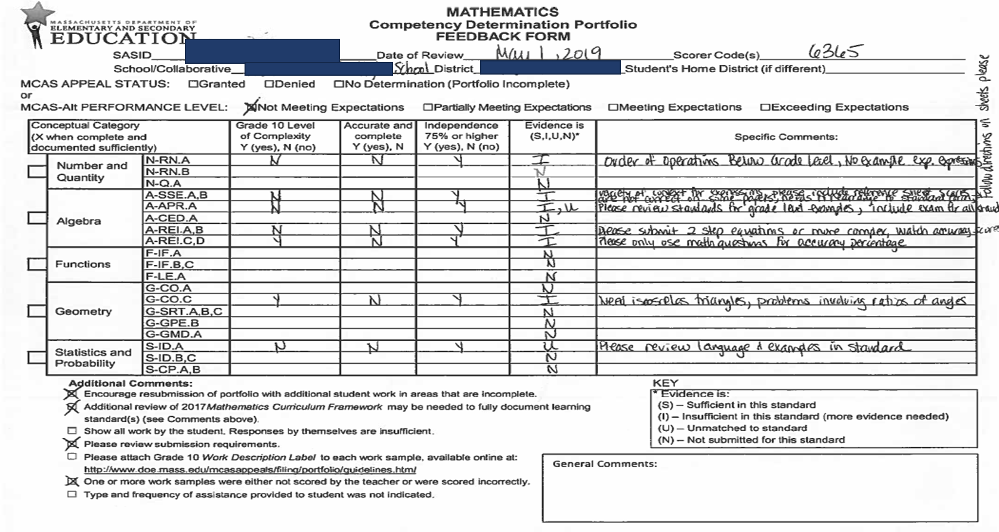 MATHEMATICS
Competency Determination Portfolio
FEEDBACK FORM
MASSACHUSETTS DEPARTMENT OF
ELEMENTARY AND SECONDARY
EDUCATION
SASID Date of Review May 1, 2019 Scorer Code(s) 6365
School/Collaborative School District Student's Home District (if different)
MCAS APPEAL STATUS: ☐Granted ☐Denied ☐No Determination (Portfolio Incomplete)
or
MCAS-Alt PERFORMANCE LEVEL: ☒Not Meeting Expectations ☐Partially Meeting Expectations ☐Meeting Expectations ☐Exceeding Expectations
Conceptual Category (X when complete and documented sufficiently) Grade 10 Level of Complexity Y (yes), N (no) Accurate and complete Y (yes), N Independence 75% or higher Y (yes), N (no) Evidence is (S,I,U,N)* Specific Comments:
Number and Quantity
N-RN.A N N Y I Order of operations Below Grade Level, No example exp. expressions
N-RN.B N
N-Q.A N
Algebra
A-SSE.A,B N N Y I variety of context for expressions, please include reference sheet scores
are not correct on some
A-APR.A N N Y I, U Please review standards for grade level examples, include exam for all
A-CED.A N
A-REI.A,B N N Y I Please submit 2 step equations or more complex, watch accuracy scores
A-REI.C,D Y N Y I Please only use math questions for accuracy percentage
Functions
F-IF.A N
F-IF.B,C N
F-LE.A N
Geometry
G-CO.A N
G-CO.C Y N Y I Need isosceles triangles, problems involving ratios of angles
G-SRT.A,B,C N
G-GPE.B N
G-GMD.A N
Statistics and Probability
S-ID.A N N Y U Please review language & examples in standard
S-ID.B,C N
S-CP.A,B N
Follow directions on sheets please
Additional Comments:
☒ Encourage resubmission of portfolio with additional student work in areas that are incomplete.
☒ Additional review of 2017 Mathematics Curriculum Framework may be needed to fully document learning
standard(s) (see Comments above).
☐ Show all work by the student. Responses by themselves are insufficient.
☒ Please review submission requirements.
☐ Please attach Grade 10 Work Description Label to each work sample, available online at:
http://www.doe.mass.edu/mcasappeals/filing/portfolio/guidelines.html
☒ One or more work samples were either not scored by the teacher or were scored incorrectly.
☐ Type and frequency of assistance provided to student was not indicated.
KEY
* Evidence is:
(S) – Sufficient in this standard
(I) – Insufficient in this standard (more evidence needed)
(U) – Unmatched to standard
(N) – Not submitted for this standard
General Comments: